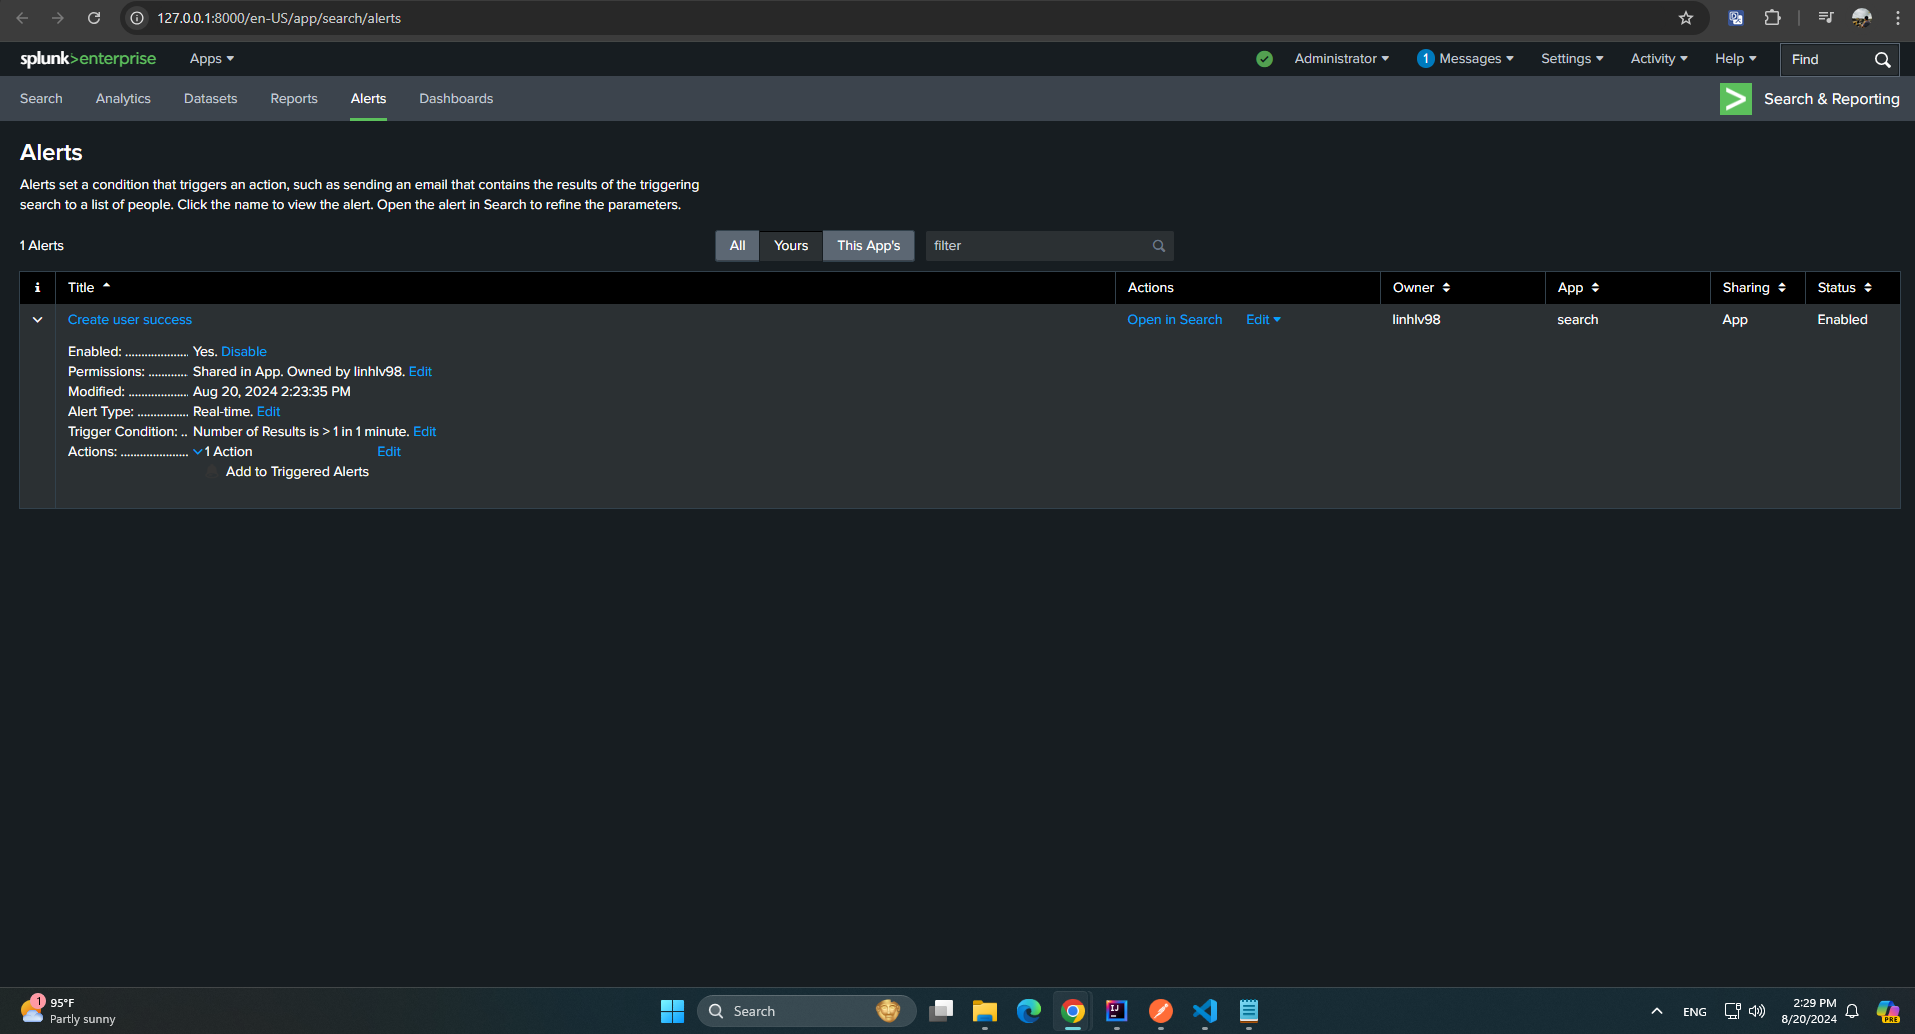 127.0.0.1:8000/en-US/app/search/alerts
splunk>enterprise Apps Administrator 1 Messages Settings Activity Help Find
Search Analytics Datasets Reports Alerts Dashboards Search & Reporting
Alerts
Alerts set a condition that triggers an action, such as sending an email that contains the results of the triggering
search to a list of people. Click the name to view the alert. Open the alert in Search to refine the parameters.
1 Alerts All Yours This App's filter
i Title Actions Owner App Sharing Status
Create user success Open in Search Edit linhlv98 search App Enabled
Enabled: ................... Yes. Disable
Permissions: ............ Shared in App. Owned by linhlv98. Edit
Modified: .................. Aug 20, 2024 2:23:35 PM
Alert Type: ................ Real-time. Edit
Trigger Condition: .. Number of Results is > 1 in 1 minute. Edit
Actions: ..................... 1 Action Edit
Add to Triggered Alerts
1 95°F
Partly sunny
Search
IJ
ENG
2:29 PM
8/20/2024
PRE